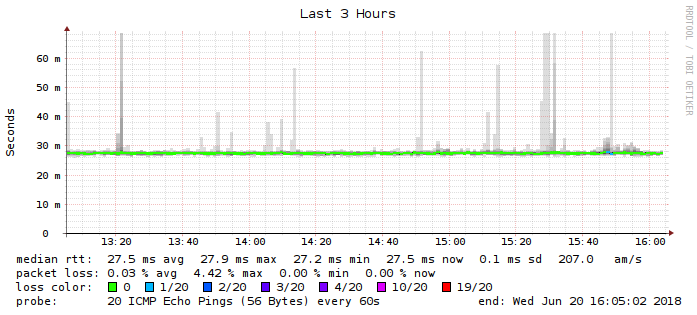 Last 3 Hours
RRDTOOL / TOBI OETIKER
Seconds
60 m
50 m
40 m
30 m
20 m
10 m
0
13:20 13:40 14:00 14:20 14:40 15:00 15:20 15:40 16:00
median rtt: 27.5 ms avg 27.9 ms max 27.2 ms min 27.5 ms now 0.1 ms sd 207.0 am/s
packet loss: 0.03 % avg 4.42 % max 0.00 % min 0.00 % now
loss color: 0 1/20 2/20 3/20 4/20 10/20 19/20
probe: 20 ICMP Echo Pings (56 Bytes) every 60s end: Wed Jun 20 16:05:02 2018